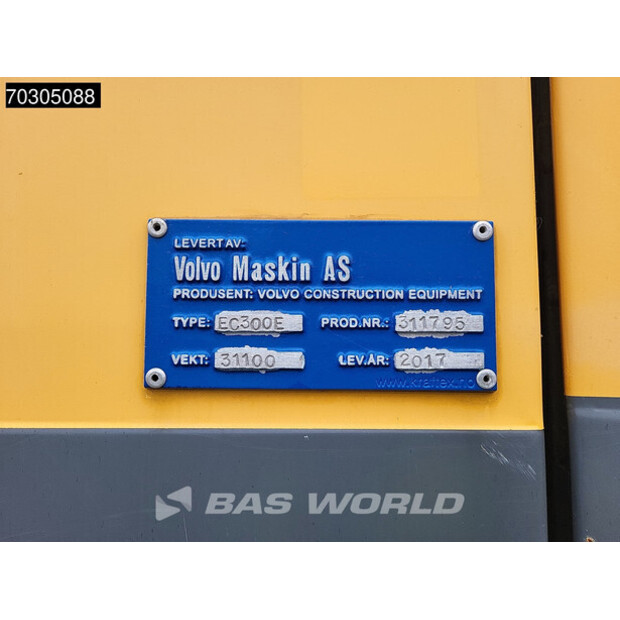 70305088
LEVERT AV:
Volvo Maskin AS
PRODUSENT: VOLVO CONSTRUCTION EQUIPMENT
TYPE: EC300E PROD.NR.: 311795
VEKT: 31100 LEV.ÅR: 2017
www.kraftex.no
BAS WORLD